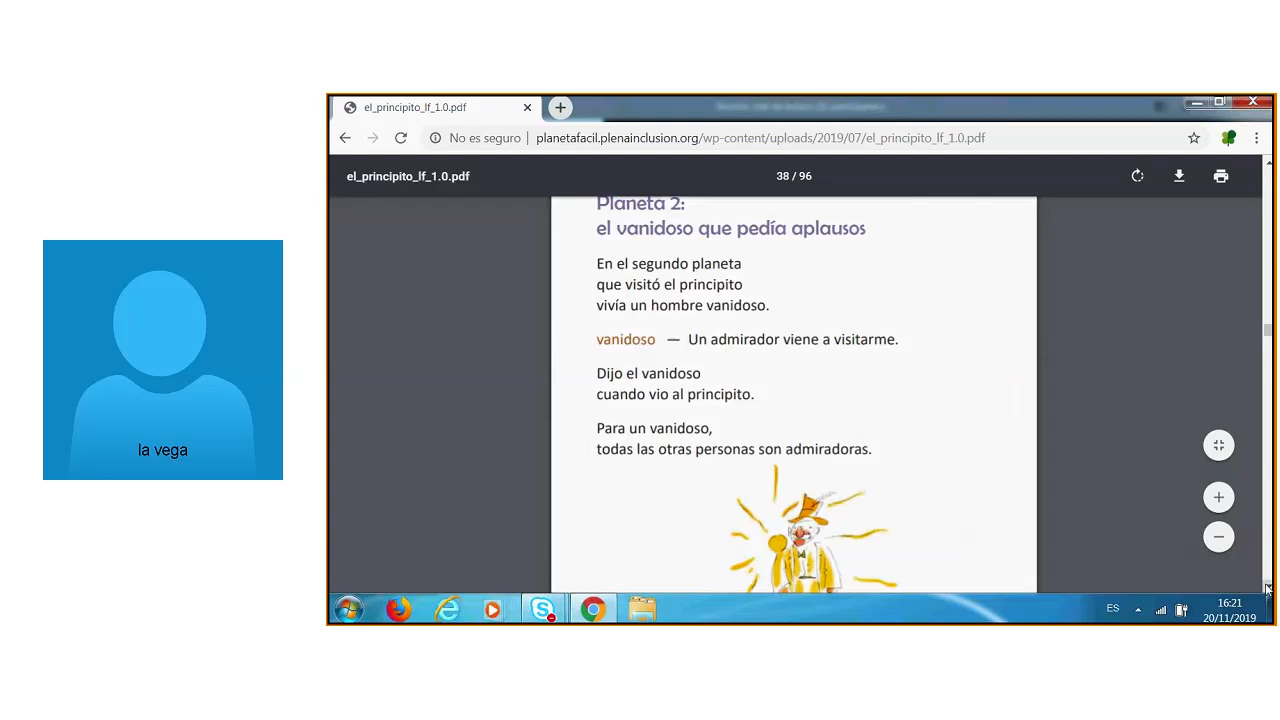 el_principito_lf_1.0.pdf
No es seguro planetafacil.plenainclusion.org/wp-content/uploads/2019/07/el_principito_lf_1.0.pdf
el_principito_lf_1.0.pdf 38 / 96
Planeta 2:
el vanidoso que pedía aplausos
En el segundo planeta
que visitó el principito
vivía un hombre vanidoso.
vanidoso — Un admirador viene a visitarme.
Dijo el vanidoso
cuando vio al principito.
Para un vanidoso,
todas las otras personas son admiradoras.
la vega
ES 16:21
20/11/2019